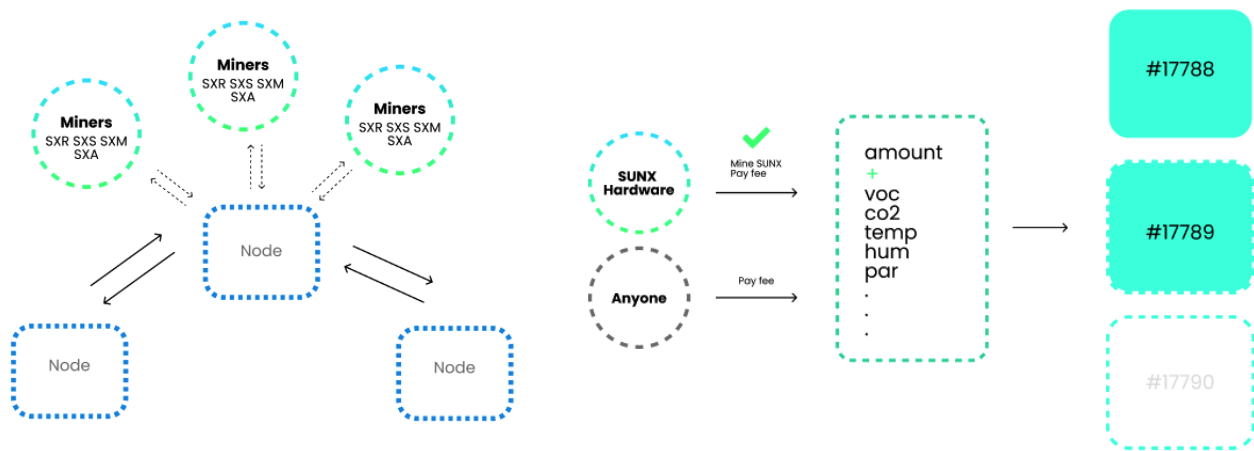 Miners
SXR SXS SXM
SXA
Miners
SXR SXS SXM
SXA
Miners
SXR SXS SXM
SXA
Node
Node
Node
SUNX
Hardware
Mine SUNX
Pay fee
Anyone
Pay fee
amount
+
voc
co2
temp
hum
par
.
.
.
#17788
#17789
#17790